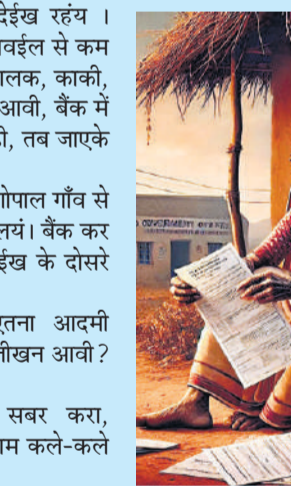 देईख रहंय ।
वईल से कम
ालक, काकी,
आवी, बैंक में
ी, तब जाएके
ोपाल गाँव से
लयं। बैंक कर
ईख के दोसरे
तना आदमी
ीखन आवी?
सबर करा,
ाम कले-कले